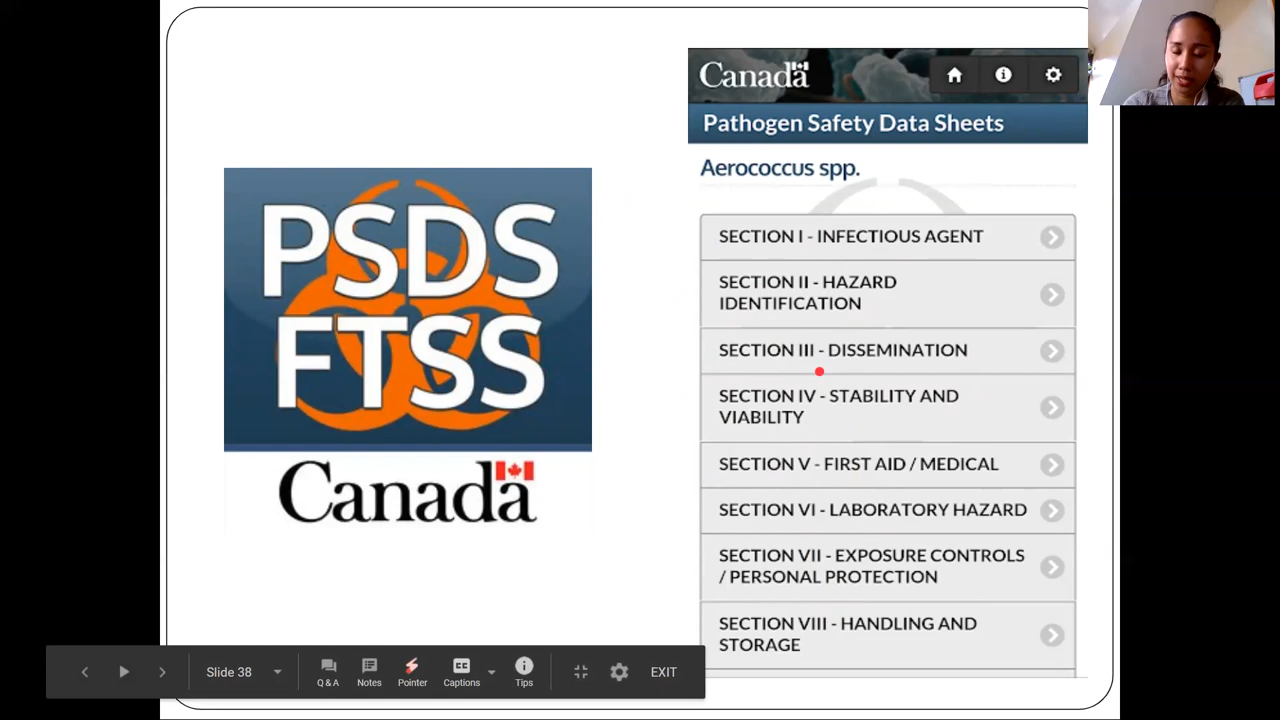 PSDS
FTSS
Canada
Canada
Pathogen Safety Data Sheets
Aerococcus spp.
SECTION I - INFECTIOUS AGENT
SECTION II - HAZARD
IDENTIFICATION
SECTION III - DISSEMINATION
SECTION IV - STABILITY AND
VIABILITY
SECTION V - FIRST AID / MEDICAL
SECTION VI - LABORATORY HAZARD
SECTION VII - EXPOSURE CONTROLS
/ PERSONAL PROTECTION
SECTION VIII - HANDLING AND
STORAGE
Slide 38
Q & A
Notes
Pointer
CC
Captions
Tips
EXIT